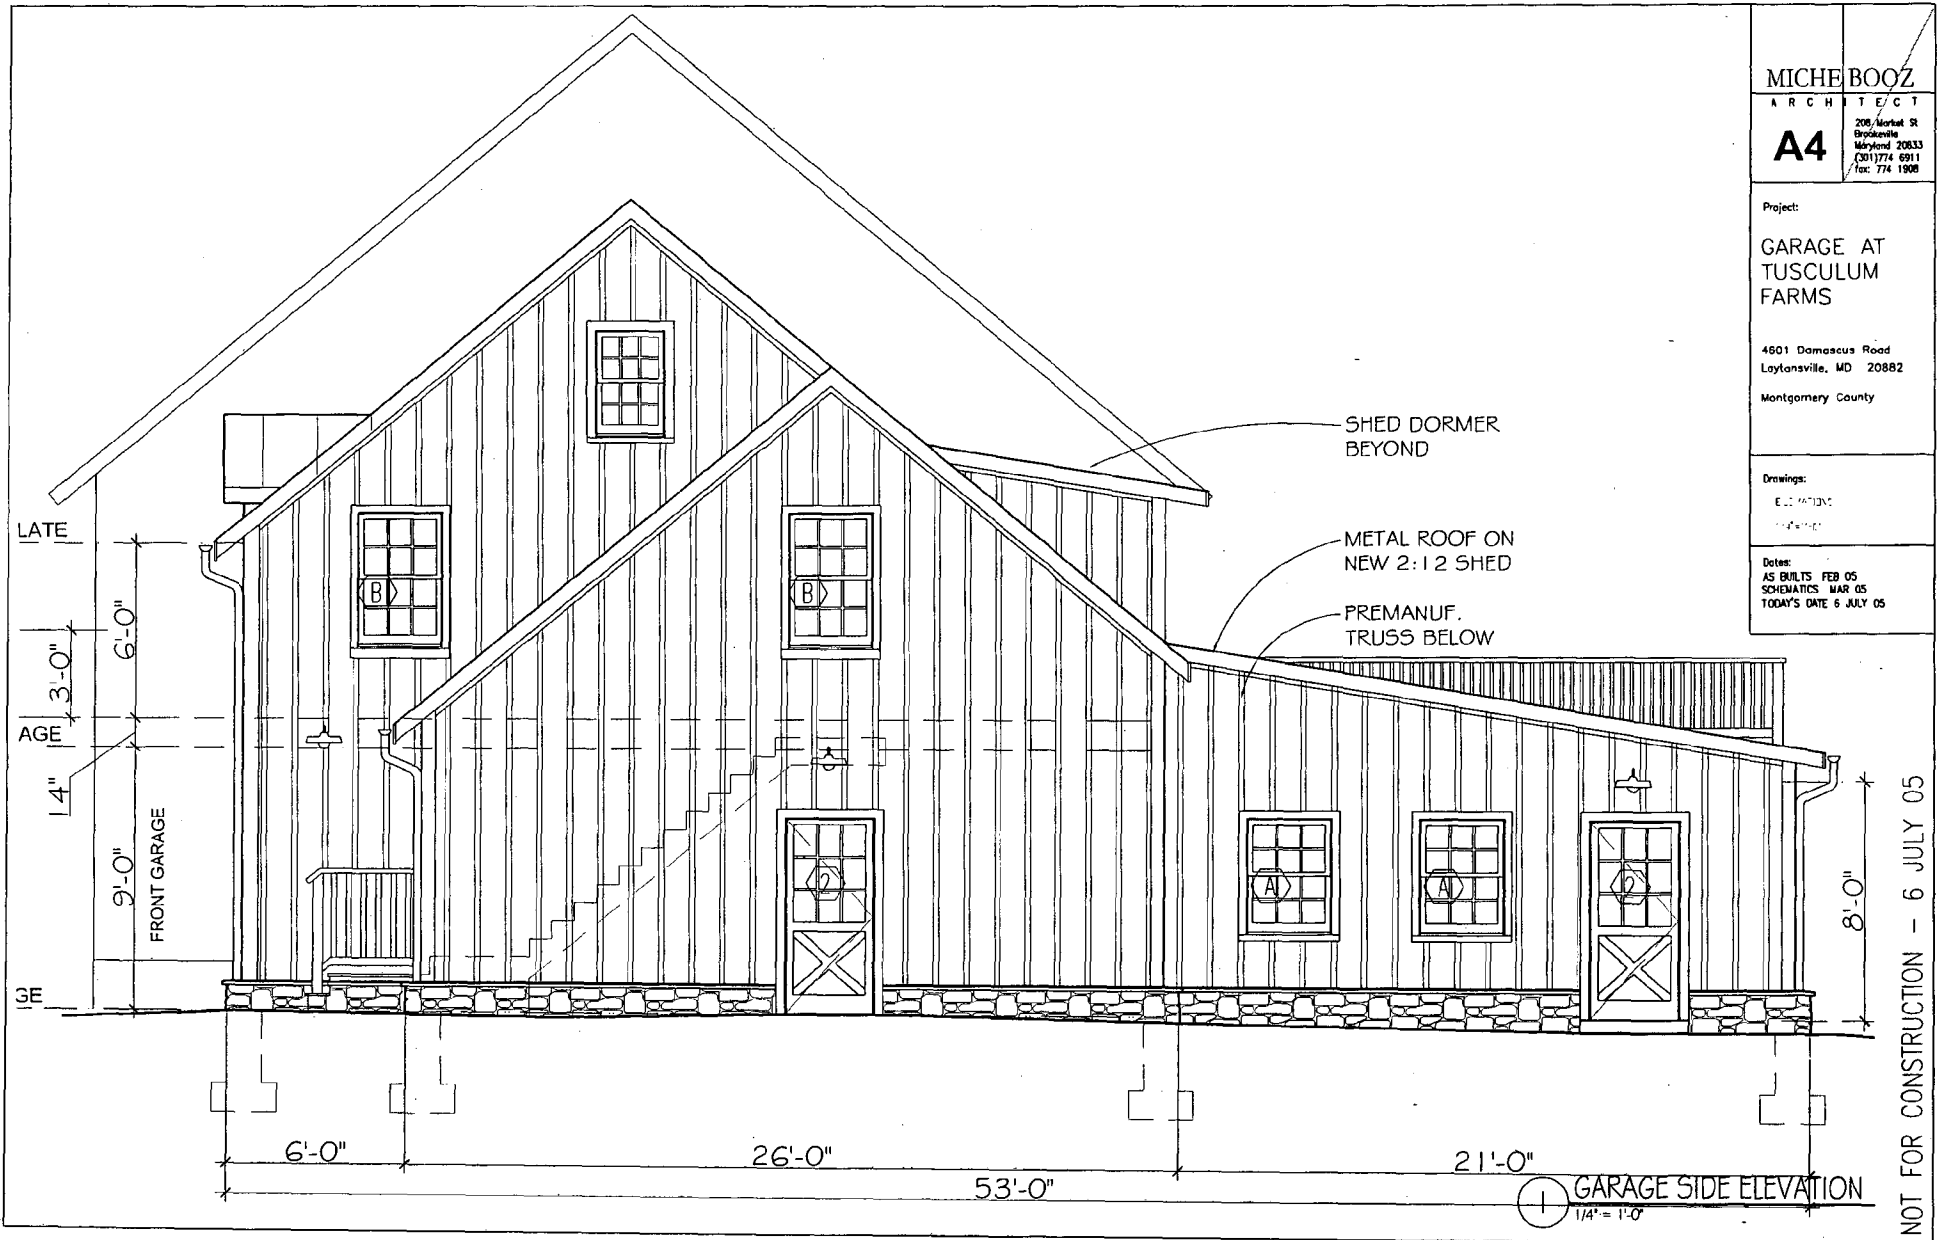 MICHE BOOZ
ARCHITECT
A4
208 Market St
Brookeville
Maryland 20833
(301)774 6911
fax: 774 1908
Project:
GARAGE AT
TUSCULUM
FARMS
4601 Damascus Road
Laytonsville, MD 20882
Montgomery County
Drawings:
Dates:
AS BUILTS FEB 05
SCHEMATICS MAR 05
TODAY'S DATE 6 JULY 05
SHED DORMER
BEYOND
METAL ROOF ON
NEW 2:12 SHED
PREMANUF.
TRUSS BELOW
LATE
6'-0"
3'-0"
AGE
14"
9'-0"
FRONT GARAGE
GE
B
B
2
A
A
2
8'-0"
6'-0"
26'-0"
21'-0"
53'-0"
1
GARAGE SIDE ELEVATION
1/4" = 1'-0"
NOT FOR CONSTRUCTION - 6 JULY 05